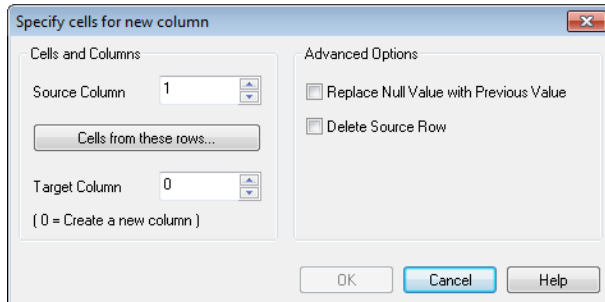 Specify cells for new column
Cells and Columns
Source Column 1
Cells from these rows...
Target Column 0
( 0 = Create a new column )
Advanced Options
Replace Null Value with Previous Value
Delete Source Row
OK Cancel Help